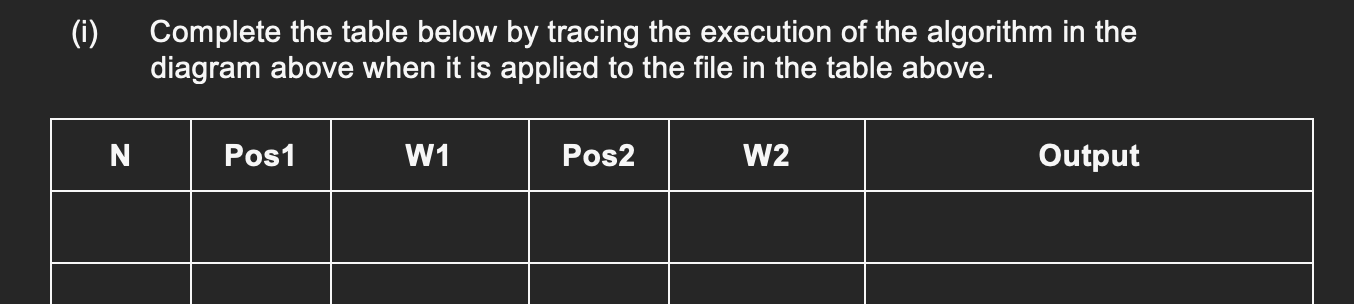 (i) Complete the table below by tracing the execution of the algorithm in the
diagram above when it is applied to the file in the table above.
N Pos1 W1 Pos2 W2 Output